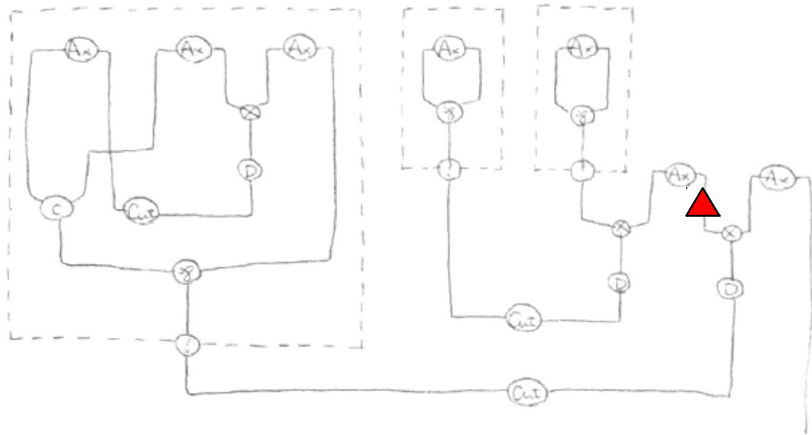 Ax Ax Ax Ax Ax
⊗ ⅋ ⅋
D ! ! Ax Ax
C Cut ⊗ ⊗
⅋ D D
Cut
!
Cut